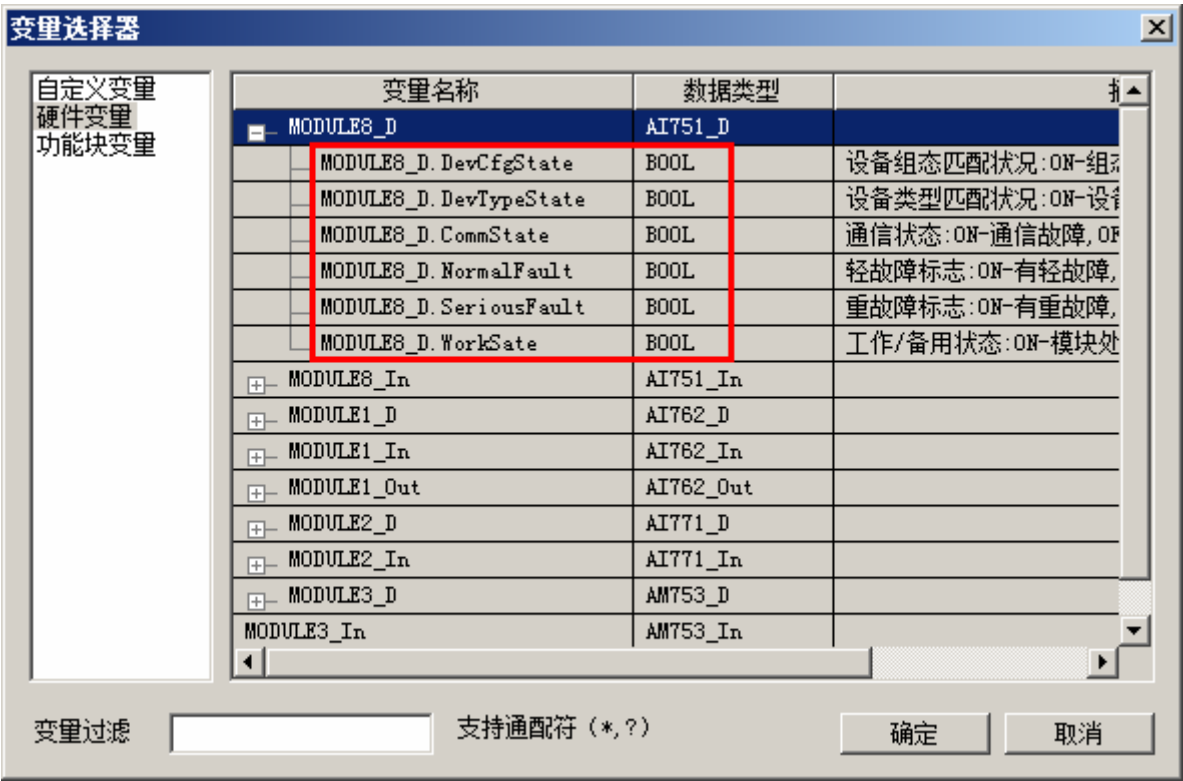 变量选择器
自定义变量
硬件变量
功能块变量
变量名称 数据类型
MODULE8_D AI751_D
MODULE8_D.DevCfgState BOOL 设备组态匹配状况:ON-组
MODULE8_D.DevTypeState BOOL 设备类型匹配状况:ON-设
MODULE8_D.CommState BOOL 通信状态:ON-通信故障,OF
MODULE8_D.NormalFault BOOL 轻故障标志:ON-有轻故障,
MODULE8_D.SeriousFault BOOL 重故障标志:ON-有重故障,
MODULE8_D.WorkSate BOOL 工作/备用状态:ON-模块处
MODULE8_In AI751_In
MODULE1_D AI762_D
MODULE1_In AI762_In
MODULE1_Out AI762_Out
MODULE2_D AI771_D
MODULE2_In AI771_In
MODULE3_D AM753_D
MODULE3_In AM753_In
变量过滤 支持通配符 (*,?) 确定 取消